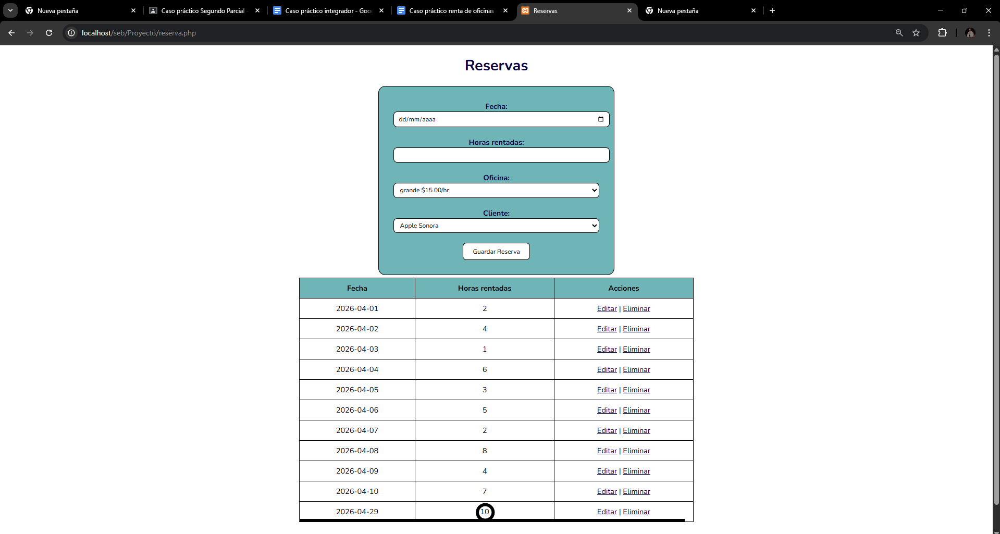 Nueva pestaña
Caso práctico Segundo Parcial -
Caso práctico integrador - Goo
Caso práctico renta de oficinas
Reservas
Nueva pestaña
localhost/seb/Proyecto/reserva.php
Reservas
Fecha:
dd/mm/aaaa
Horas rentadas:
Oficina:
grande $15.00/hr
Cliente:
Apple Sonora
Guardar Reserva
Fecha Horas rentadas Acciones
2026-04-01 2 Editar | Eliminar
2026-04-02 4 Editar | Eliminar
2026-04-03 1 Editar | Eliminar
2026-04-04 6 Editar | Eliminar
2026-04-05 3 Editar | Eliminar
2026-04-06 5 Editar | Eliminar
2026-04-07 2 Editar | Eliminar
2026-04-08 8 Editar | Eliminar
2026-04-09 4 Editar | Eliminar
2026-04-10 7 Editar | Eliminar
2026-04-29 10 Editar | Eliminar